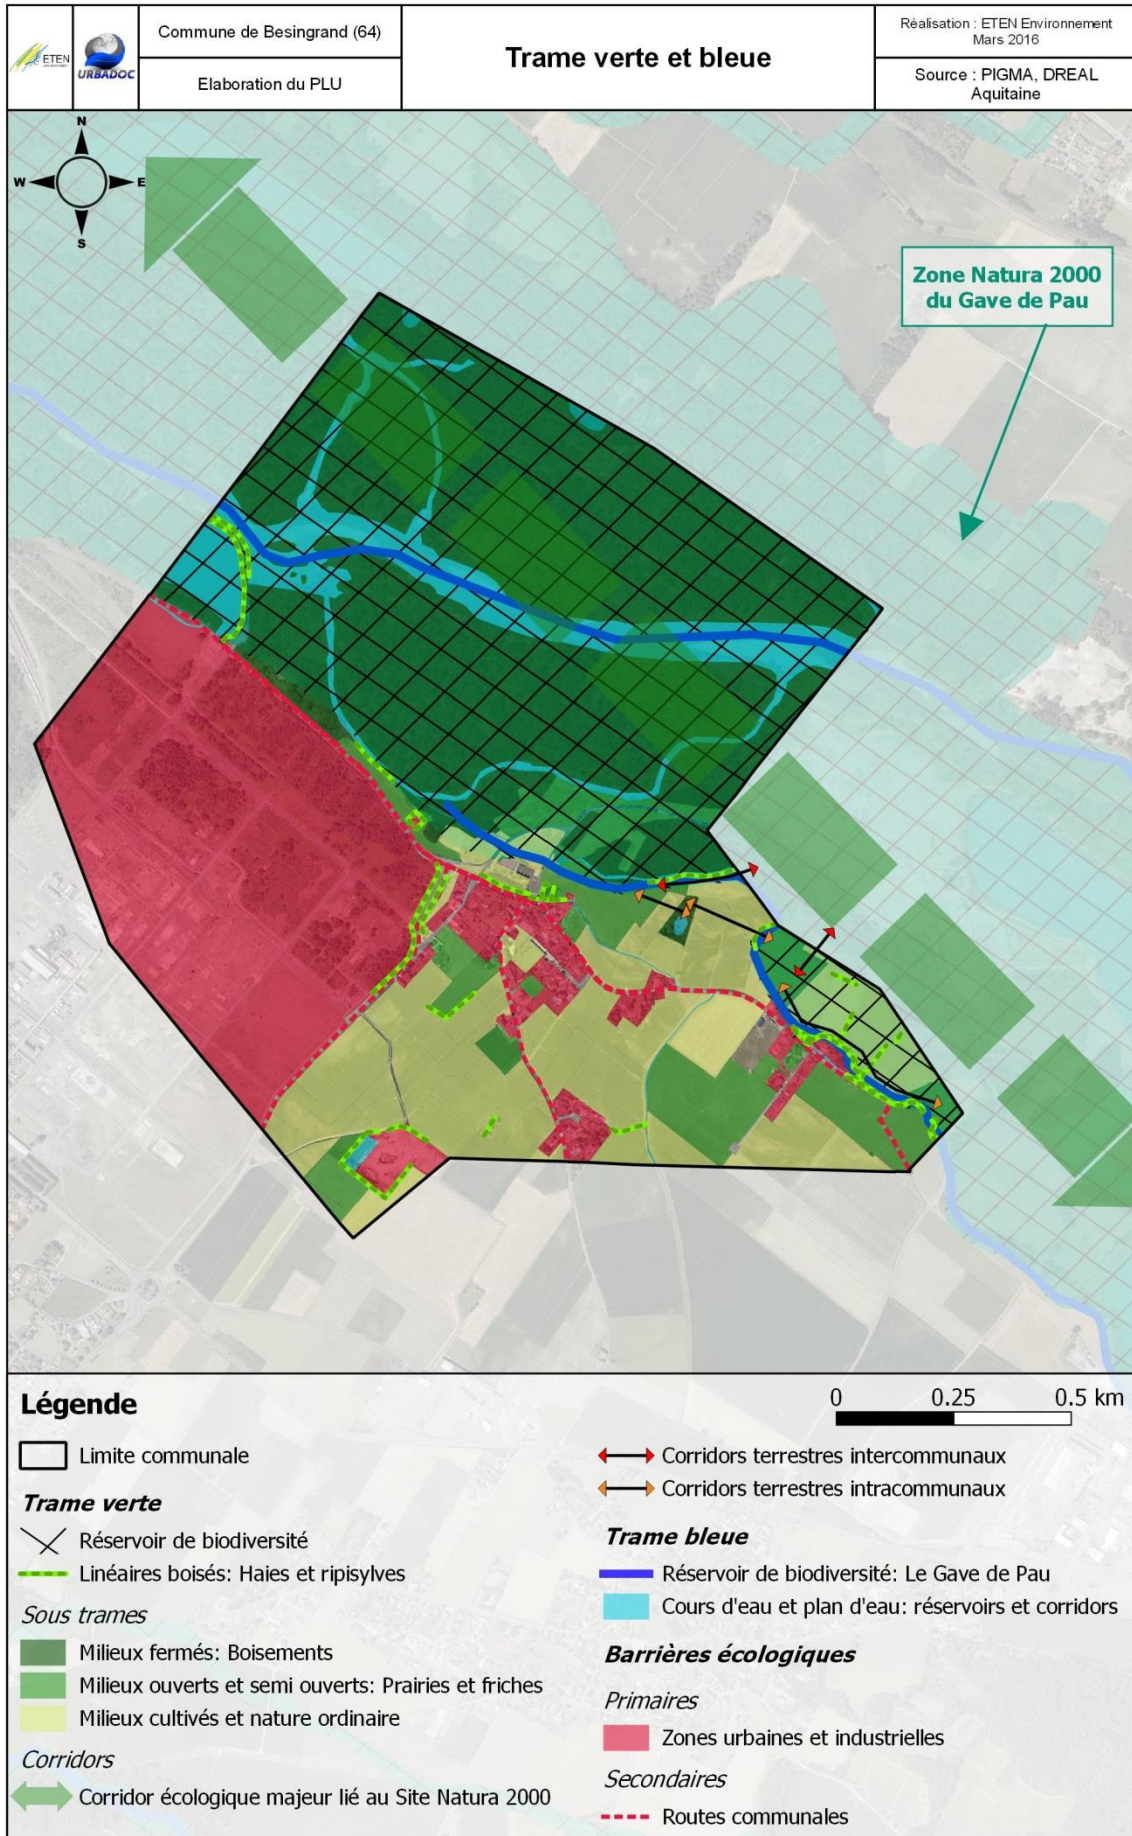 ETEN
URBADOC
Commune de Besingrand (64)
Elaboration du PLU
Trame verte et bleue
Réalisation : ETEN Environnement
Mars 2016
Source : PIGMA, DREAL
Aquitaine
N
W
E
S
Zone Natura 2000
du Gave de Pau
Légende
0 0.25 0.5 km
Limite communale
Trame verte
Réservoir de biodiversité
Linéaires boisés: Haies et ripisylves
Sous trames
Milieux fermés: Boisements
Milieux ouverts et semi ouverts: Prairies et friches
Milieux cultivés et nature ordinaire
Corridors
Corridor écologique majeur lié au Site Natura 2000
Corridors terrestres intercommunaux
Corridors terrestres intracommunaux
Trame bleue
Réservoir de biodiversité: Le Gave de Pau
Cours d'eau et plan d'eau: réservoirs et corridors
Barrières écologiques
Primaires
Zones urbaines et industrielles
Secondaires
Routes communales